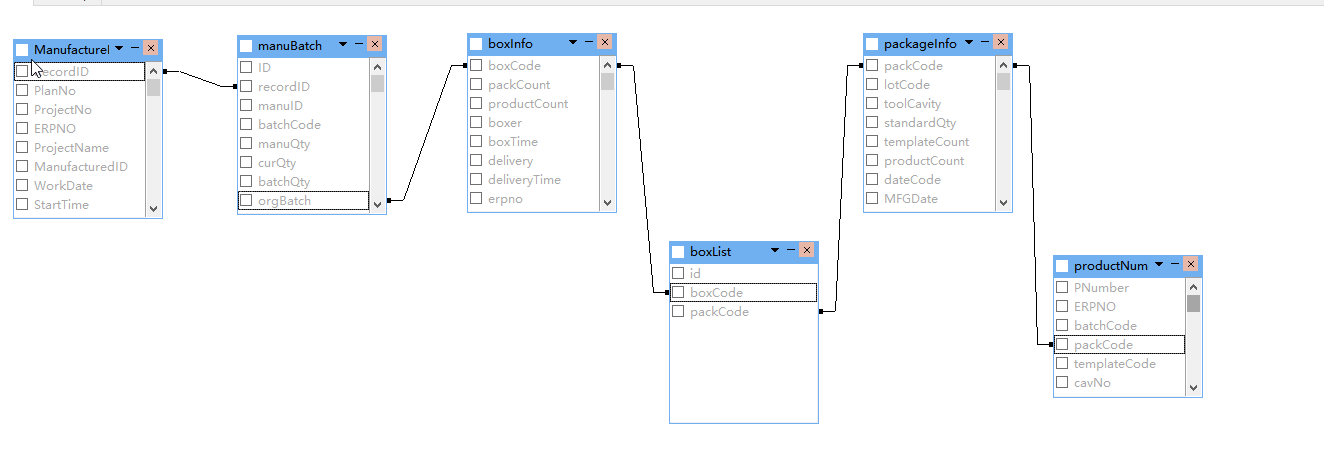 ManufactureI
recordID
PlanNo
ProjectNo
ERPNO
ProjectName
ManufacturedID
WorkDate
StartTime
manuBatch
ID
recordID
manuID
batchCode
manuQty
curQty
batchQty
orgBatch
boxInfo
boxCode
packCount
productCount
boxer
boxTime
delivery
deliveryTime
erpno
boxList
id
boxCode
packCode
packageInfo
packCode
lotCode
toolCavity
standardQty
templateCount
productCount
dateCode
MFGDate
productNum
PNumber
ERPNO
batchCode
packCode
templateCode
cavNo